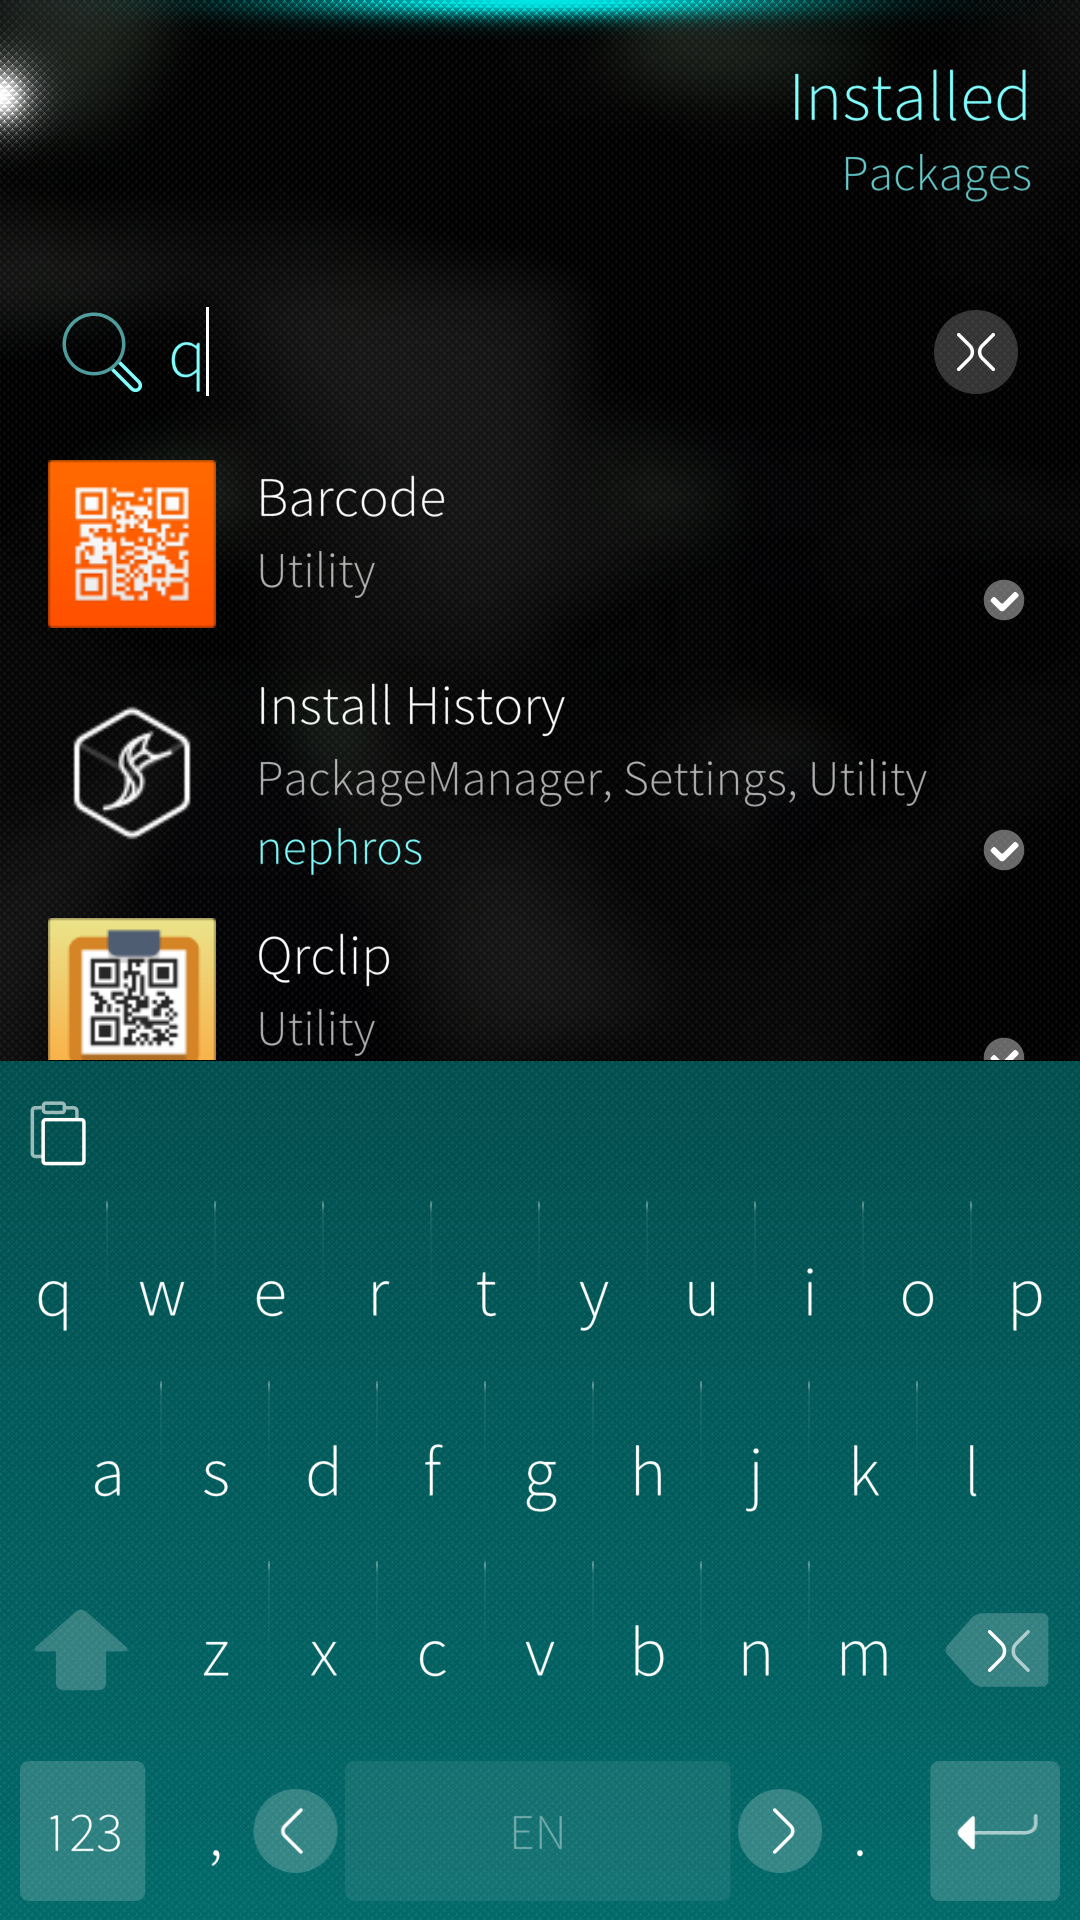 Installed
Packages
q
Barcode
Utility
Install History
PackageManager, Settings, Utility
nephros
Qrclip
Utility
q w e r t y u i o p
a s d f g h j k l
z x c v b n m
123 , EN .